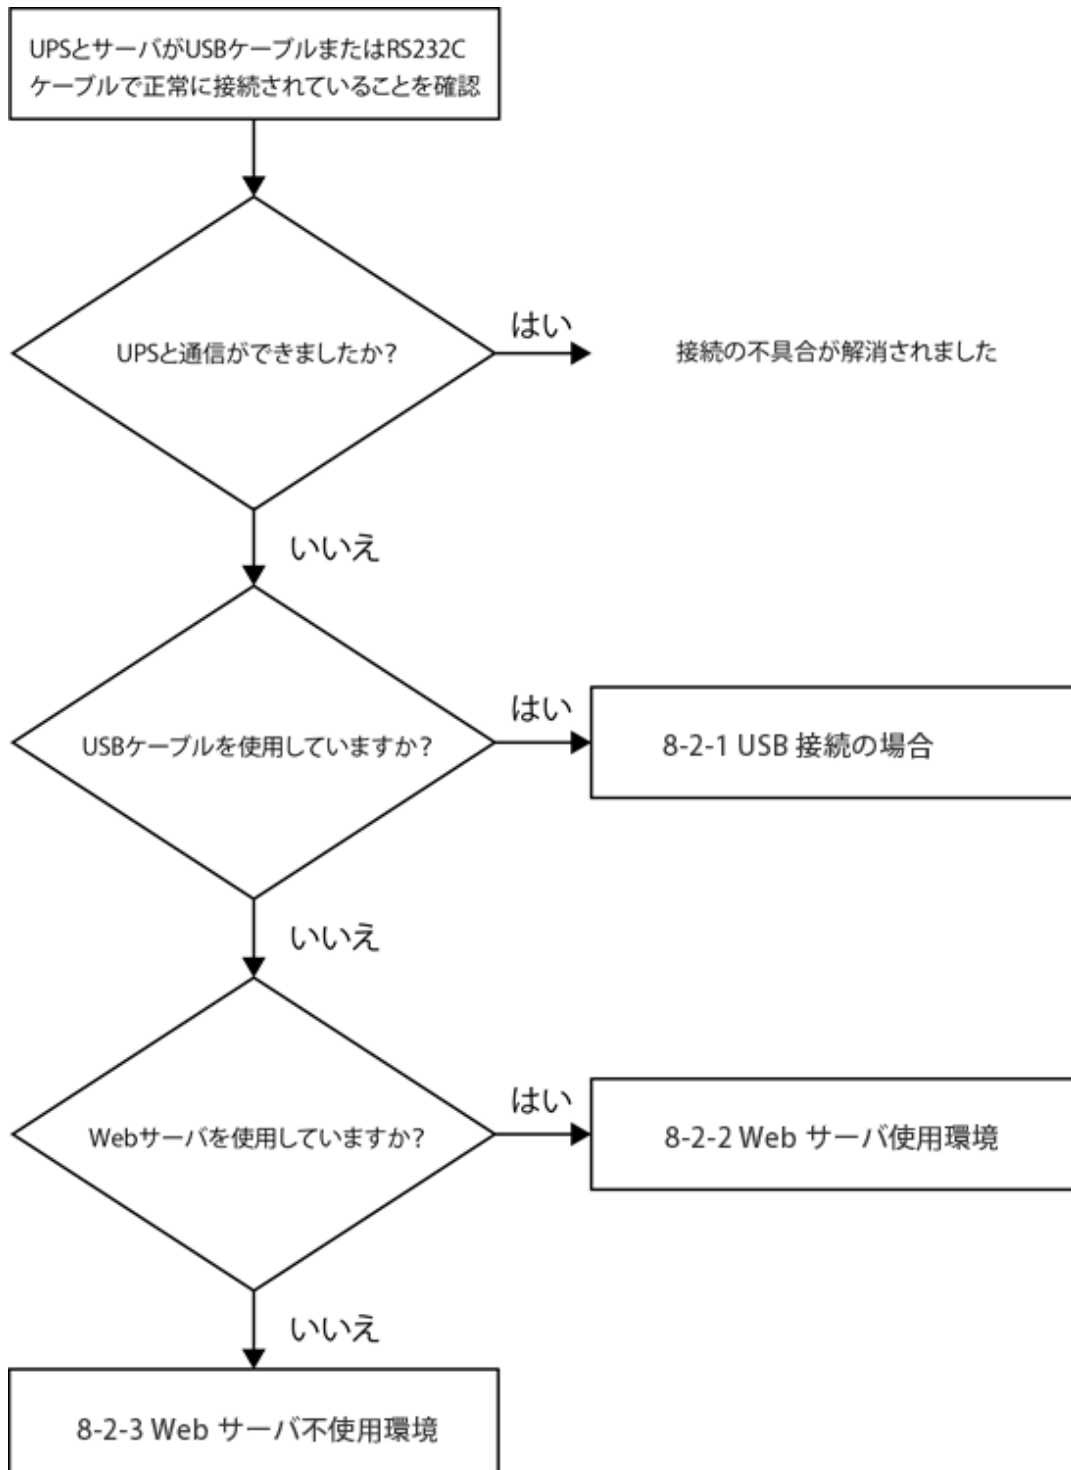 UPSとサーバがUSBケーブルまたはRS232C
ケーブルで正常に接続されていることを確認
UPSと通信ができましたか？
はい
接続の不具合が解消されました
いいえ
USBケーブルを使用していますか？
はい
8-2-1 USB 接続の場合
いいえ
Webサーバを使用していますか？
はい
8-2-2 Web サーバ使用環境
いいえ
8-2-3 Web サーバ不使用環境